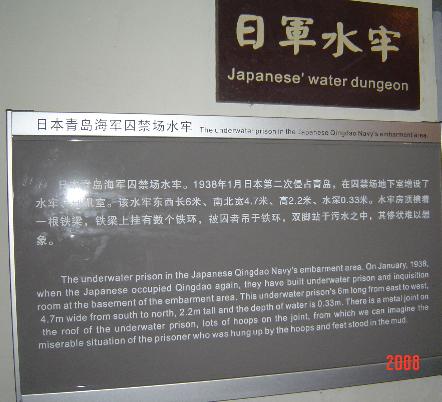 日軍水牢
Japanese' water dungeon
日本青岛海军囚禁场水牢 The underwater prison in the Japanese Qingdao Navy's embarment area.
日本青岛海军囚禁场水牢。1938年1月日本第二次侵占青岛，在囚禁场地下室增设了
水牢、刑讯室。该水牢东西长6米、南北宽4.7米、高2.2米、水深0.33米。水牢房顶横着
一根铁梁，铁梁上挂有数个铁环，被囚者吊于铁环，双脚站于污水之中，其惨状难以想
象。
The underwater prison in the Japanese Qingdao Navy's embarment area. On January, 1938,
when the Japanese occupied Qingdao again, they have built underwater prison and inquisition
room at the basement of the embarment area. This underwater prison's 6m long from east to west,
4.7m wide from south to north, 2.2m tall and the depth of water is 0.33m. There is a metal joint on
the roof of the underwater prison, lots of hoops on the joint, from which we can imagine the
miserable situation of the prisoner who was hung up by the hoops and feet stood in the mud.
2008